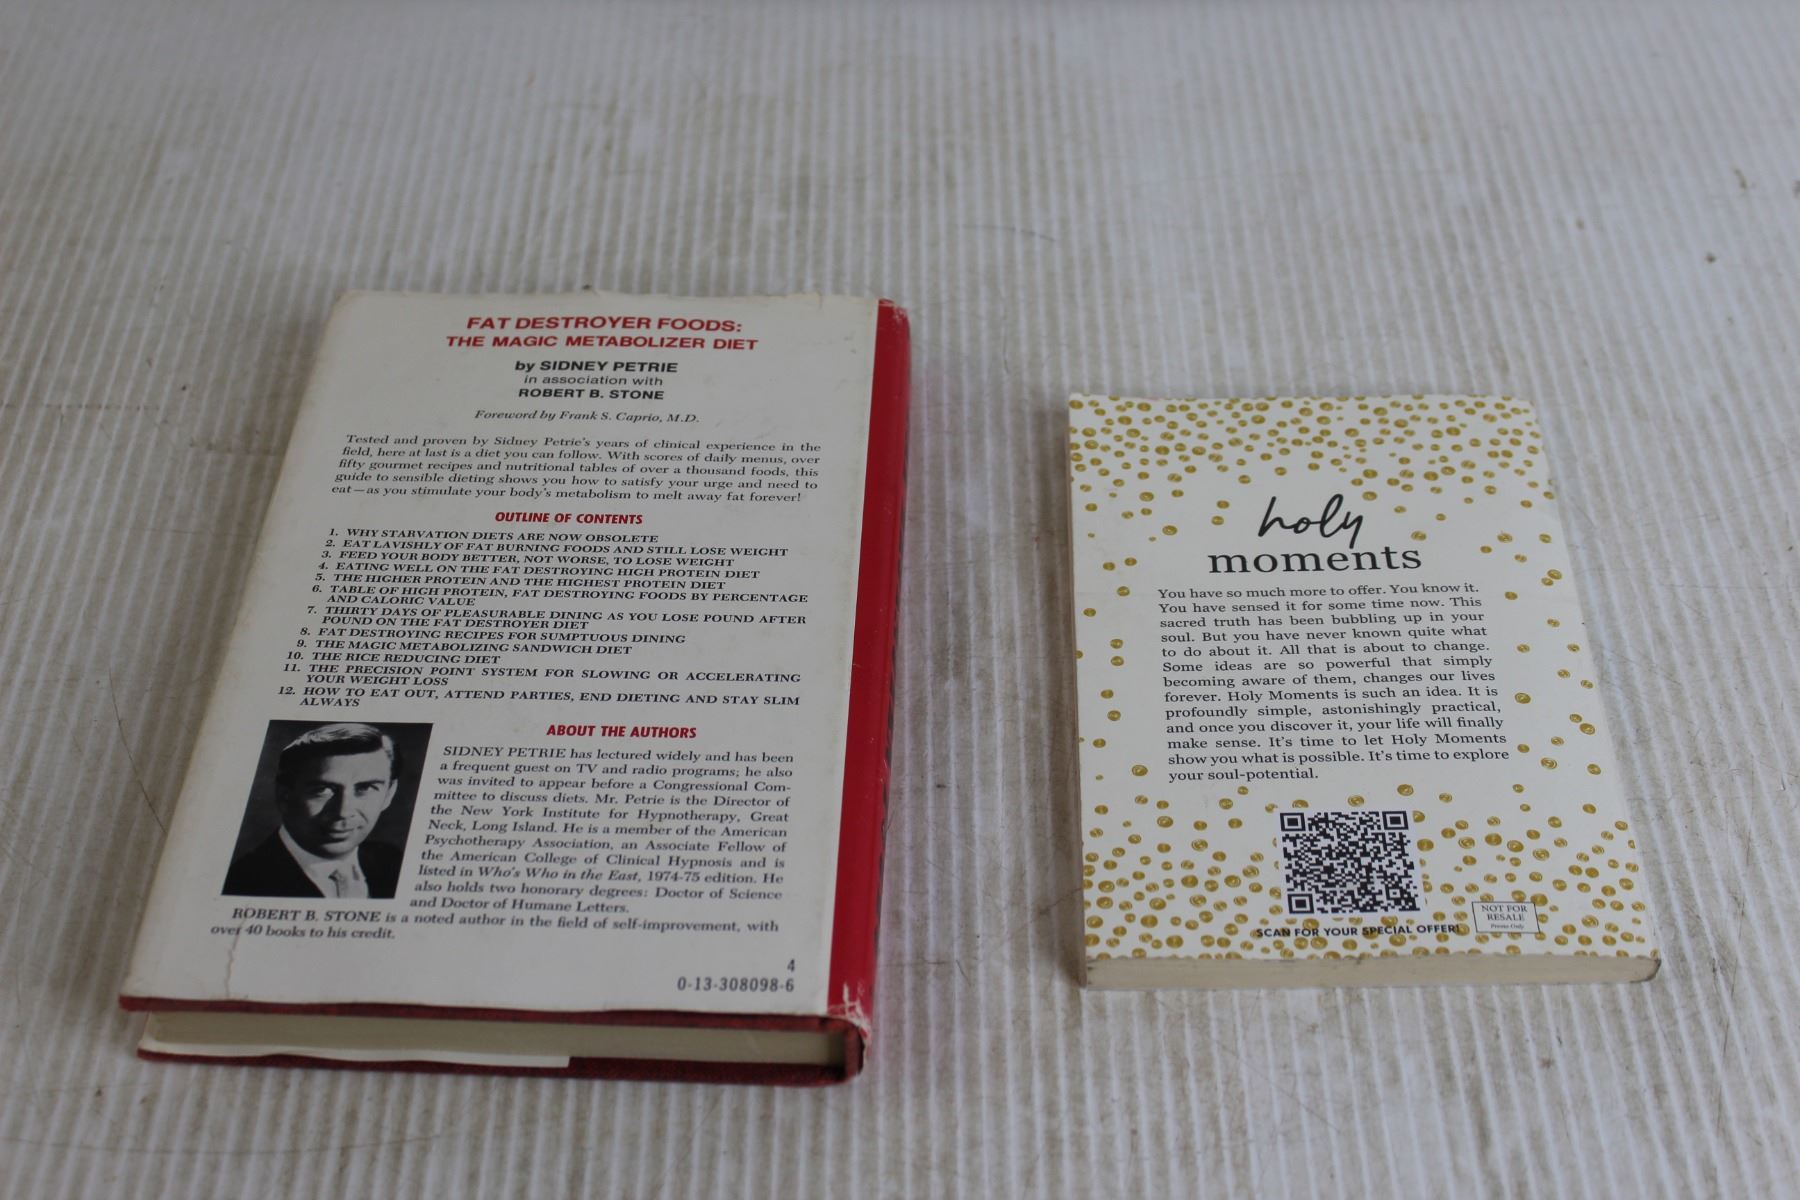 FAT DESTROYER FOODS:
THE MAGIC METABOLIZER DIET
by SIDNEY PETRIE
in association with
ROBERT B. STONE
Foreword by Frank S. Caprio, M.D.
Tested and proven by Sidney Petrie's years of clinical experience in the
field, here at last is a diet you can follow. With scores of daily menus, over
fifty gourmet recipes and nutritional tables of over a thousand foods, this
guide to sensible dieting shows you how to satisfy your urge and need to
eat—as you stimulate your body's metabolism to melt away fat forever!
OUTLINE OF CONTENTS
1. WHY STARVATION DIETS ARE NOW OBSOLETE
2. EAT LAVISHLY OF FAT BURNING FOODS AND STILL LOSE WEIGHT
3. FEED YOUR BODY BETTER, NOT WORSE, TO LOSE WEIGHT
4. EATING WELL ON THE FAT DESTROYING HIGH PROTEIN DIET
5. THE HIGHER PROTEIN AND THE HIGHEST PROTEIN DIET
6. TABLE OF HIGH PROTEIN, FAT DESTROYING FOODS BY PERCENTAGE
AND CALORIC VALUE
7. THIRTY DAYS OF PLEASURABLE DINING AS YOU LOSE POUND AFTER
POUND ON THE FAT DESTROYER DIET
8. FAT DESTROYING RECIPES FOR SUMPTUOUS DINING
9. THE MAGIC METABOLIZING SANDWICH DIET
10. THE RICE REDUCING DIET
11. THE PRECISION POINT SYSTEM FOR SLOWING OR ACCELERATING
YOUR WEIGHT LOSS
12. HOW TO EAT OUT, ATTEND PARTIES, END DIETING AND STAY SLIM
ALWAYS
ABOUT THE AUTHORS
SIDNEY PETRIE has lectured widely and has been
a frequent guest on TV and radio programs; he also
was invited to appear before a Congressional Com-
mittee to discuss diets. Mr. Petrie is the Director of
the New York Institute for Hypnotherapy, Great
Neck, Long Island. He is a member of the American
Psychotherapy Association, an Associate Fellow of
the American College of Clinical Hypnosis and is
listed in Who's Who in the East, 1974-75 edition. He
also holds two honorary degrees: Doctor of Science
and Doctor of Humane Letters.
ROBERT B. STONE is a noted author in the field of self-improvement, with
over 40 books to his credit.
4
0-13-308098-6
holy
moments
You have so much more to offer. You know it.
You have sensed it for some time now. This
sacred truth has been bubbling up in your
soul. But you have never known quite what
to do about it. All that is about to change.
Some ideas are so powerful that simply
becoming aware of them, changes our lives
forever. Holy Moments is such an idea. It is
profoundly simple, astonishingly practical,
and once you discover it, your life will finally
make sense. It's time to let Holy Moments
show you what is possible. It's time to explore
your soul-potential.
SCAN FOR YOUR SPECIAL OFFER!
NOT FOR
RESALE
Promo Only